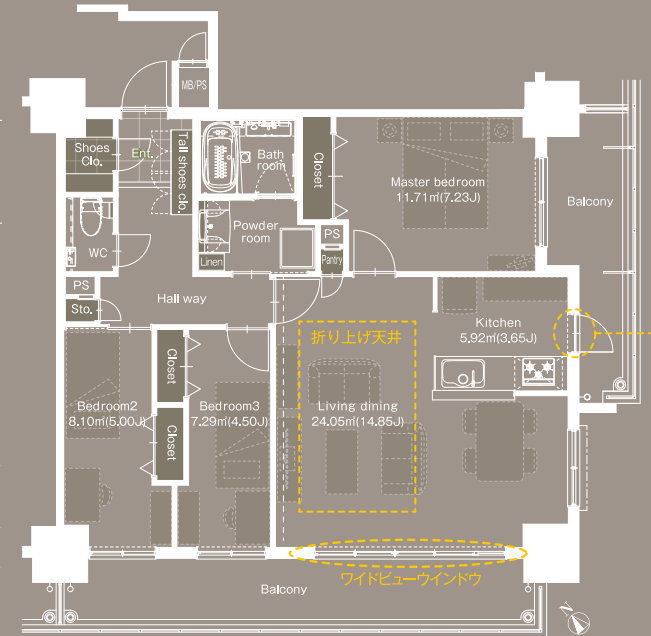 MB/PS
Shoes
Clo.
Ent.
Tall shoes clo.
Bath
room
Closet
Master bedroom
11.71㎡(7.23J)
Balcony
WC
Powder
room
Linen
PS
Pantry
PS
Sto.
Hall way
Kitchen
5.92㎡(3.65J)
折り上げ天井
Closet
Bedroom2
8.10㎡(5.00J)
Closet
Bedroom3
7.29㎡(4.50J)
Living dining
24.05㎡(14.85J)
ワイドビューウインドウ
Balcony
N